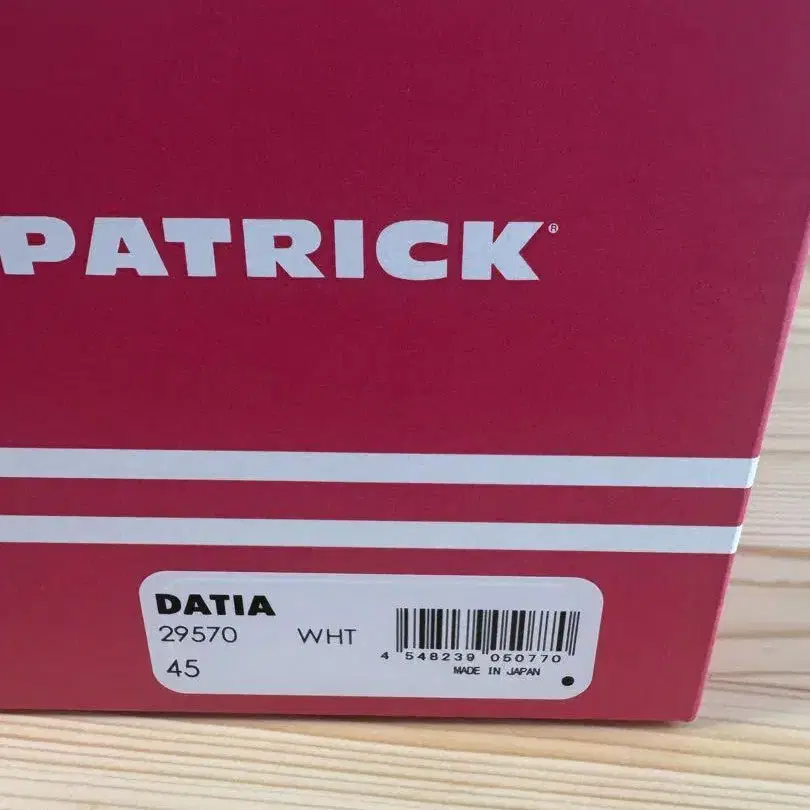 PATRICK®
DATIA
29570 WHT
45
4 548239 050770
MADE IN JAPAN